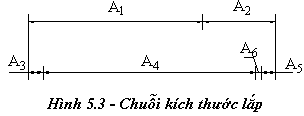 A1 A2
A6
A3 A4 A5
Hình 5.3 - Chuỗi kích thước lắp